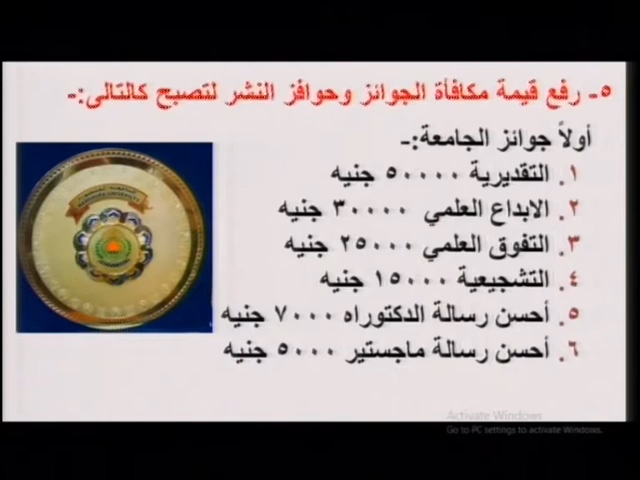 ٥- رفع قيمة مكافأة الجوائز وحوافز النشر لتصبح كالتالى:-
أولاً جوائز الجامعة:-
١. التقديرية ٥٠٠٠٠ جنيه
٢. الابداع العلمي ٣٠٠٠٠ جنيه
٣. التفوق العلمي ٢٥٠٠٠ جنيه
٤. التشجيعية ١٥٠٠٠ جنيه
٥. أحسن رسالة الدكتوراه ٧٠٠٠ جنيه
٦. أحسن رسالة ماجستير ٥٠٠٠ جنيه
Activate Windows
Go to PC settings to activate Windows.